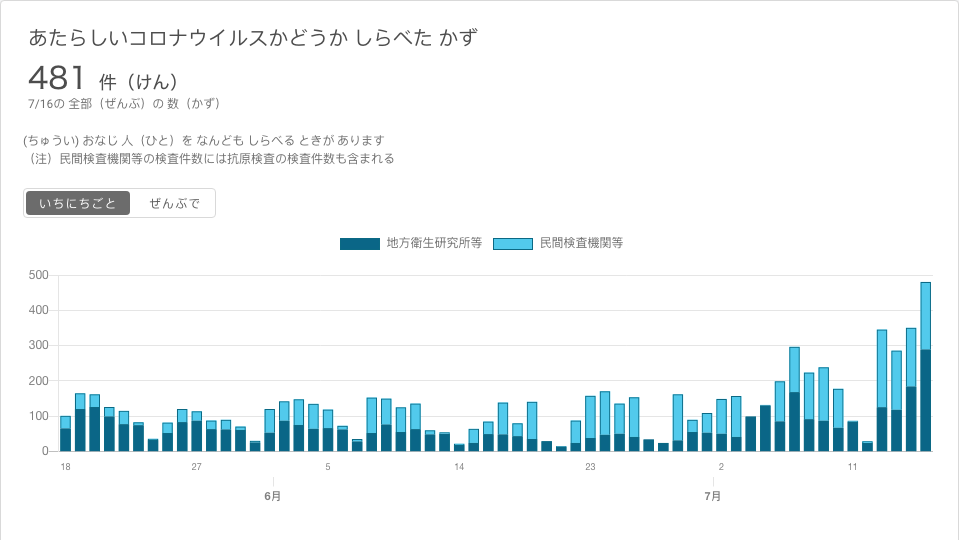 あたらしいコロナウイルスかどうか しらべた かず
481 件（けん）
7/16の 全部（ぜんぶ）の 数（かず）
(ちゅうい) おなじ 人（ひと）を なんども しらべる ときが あります
（注）民間検査機関等の検査件数には抗原検査の検査件数も含まれる
いちにちごと ぜんぶで
地方衛生研究所等 民間検査機関等
500
400
300
200
100
0
18 27 5 14 23 2 11
6月 7月